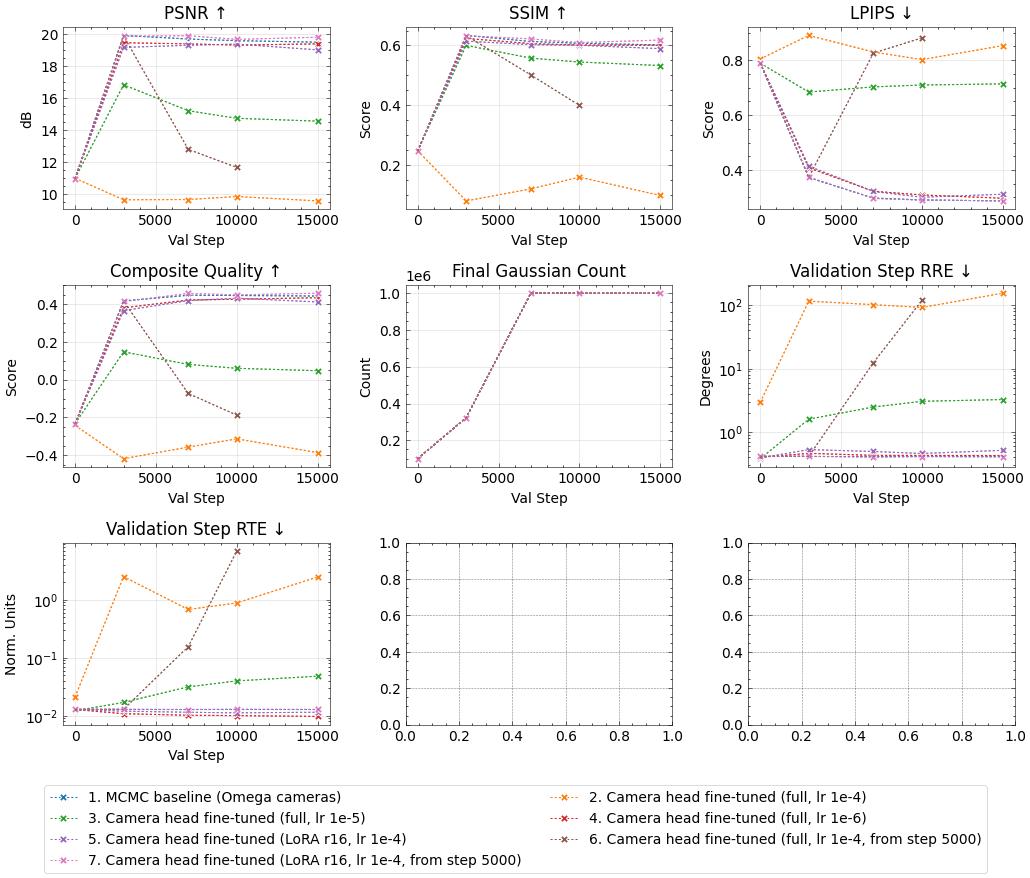 PSNR ↑
SSIM ↑
LPIPS ↓
dB
20
18
16
14
12
10
0 5000 10000 15000
Val Step
Score
0.6
0.4
0.2
0 5000 10000 15000
Val Step
Score
0.8
0.6
0.4
0 5000 10000 15000
Val Step
Composite Quality ↑
Final Gaussian Count
Validation Step RRE ↓
Score
0.4
0.2
0.0
−0.2
−0.4
0 5000 10000 15000
Val Step
1e6
Count
1.0
0.8
0.6
0.4
0.2
0 5000 10000 15000
Val Step
Degrees
10²
10¹
10⁰
0 5000 10000 15000
Val Step
Validation Step RTE ↓
Norm. Units
10⁰
10⁻¹
10⁻²
0 5000 10000 15000
Val Step
1.0
0.8
0.6
0.4
0.2
0.0
0.0 0.2 0.4 0.6 0.8 1.0
1.0
0.8
0.6
0.4
0.2
0.0
0.0 0.2 0.4 0.6 0.8 1.0
1. MCMC baseline (Omega cameras)
2. Camera head fine-tuned (full, lr 1e-4)
3. Camera head fine-tuned (full, lr 1e-5)
4. Camera head fine-tuned (full, lr 1e-6)
5. Camera head fine-tuned (LoRA r16, lr 1e-4)
6. Camera head fine-tuned (full, lr 1e-4, from step 5000)
7. Camera head fine-tuned (LoRA r16, lr 1e-4, from step 5000)